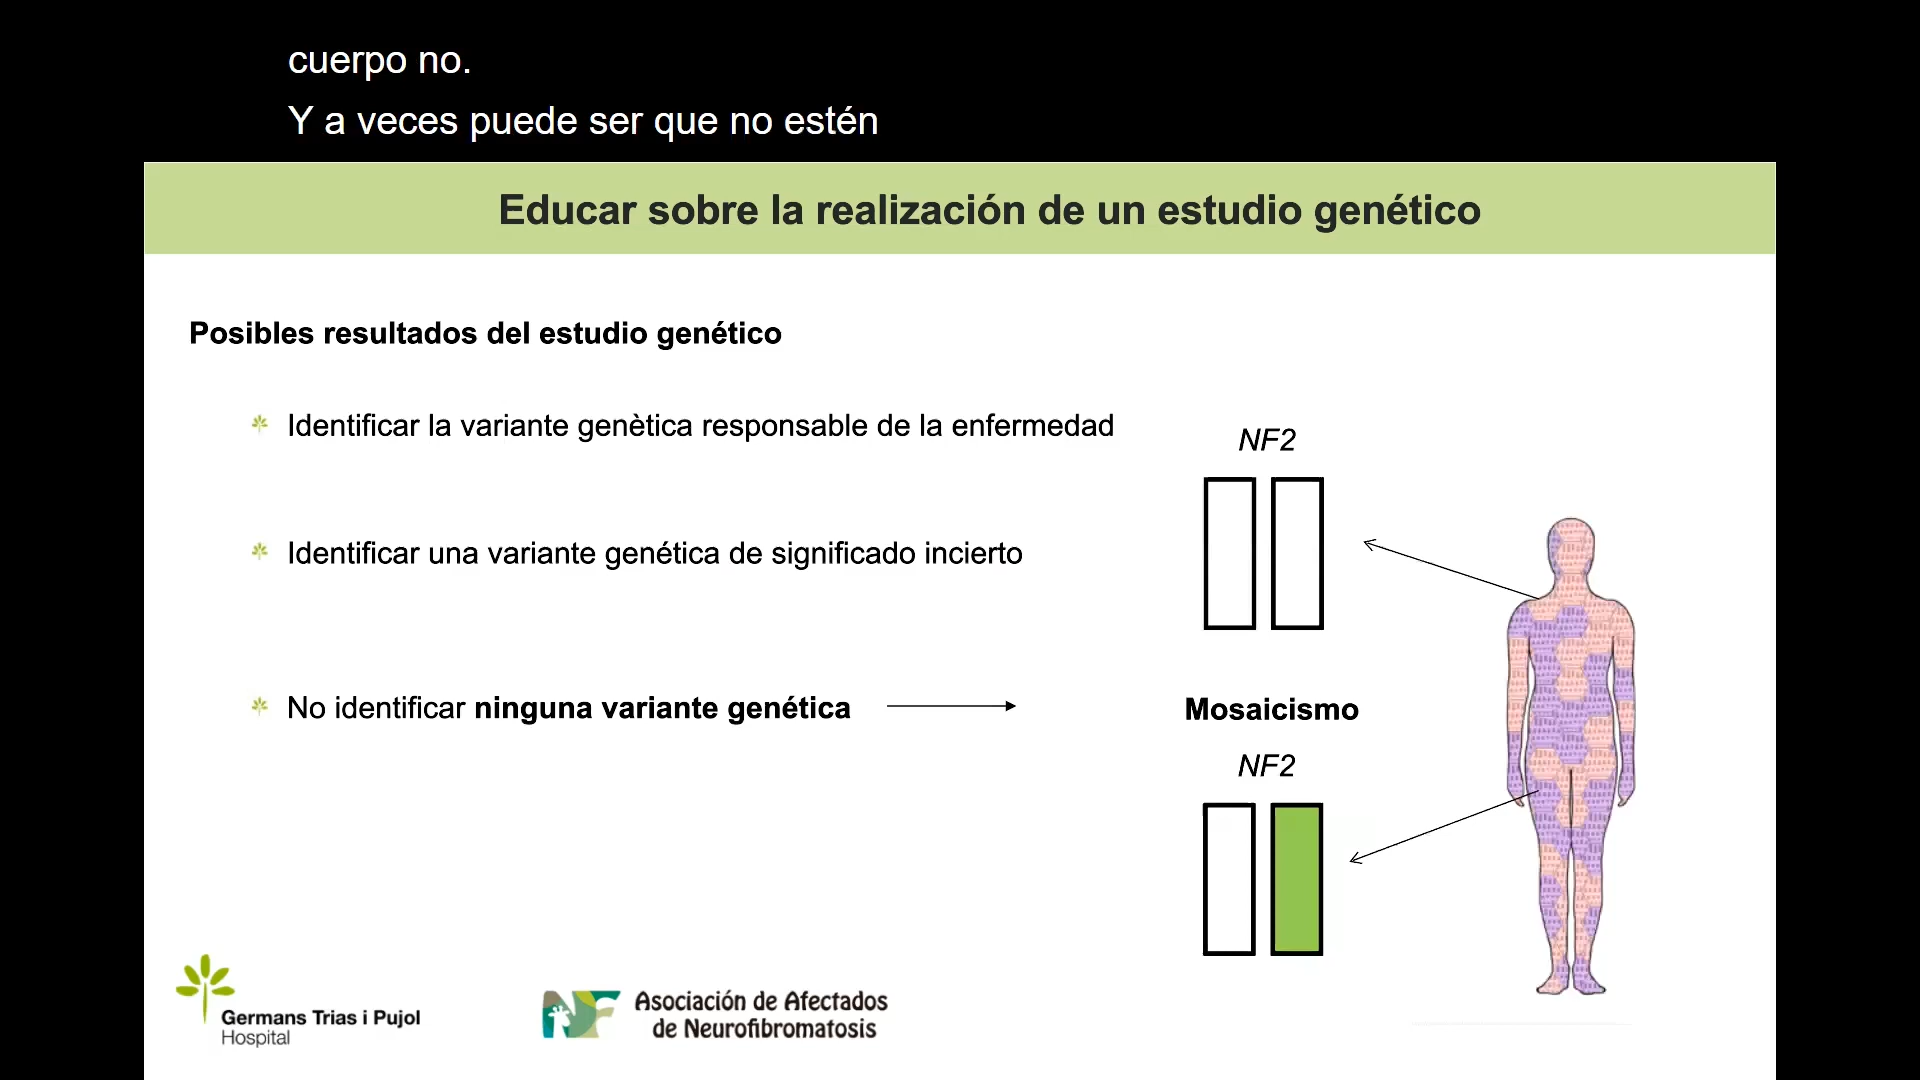 cuerpo no.
Y a veces puede ser que no estén
Educar sobre la realización de un estudio genético
Posibles resultados del estudio genético
Identificar la variante genètica responsable de la enfermedad
Identificar una variante genética de significado incierto
No identificar ninguna variante genética
NF2
Mosaicismo
NF2
Germans Trias i Pujol
Hospital
NF
Asociación de Afectados
de Neurofibromatosis